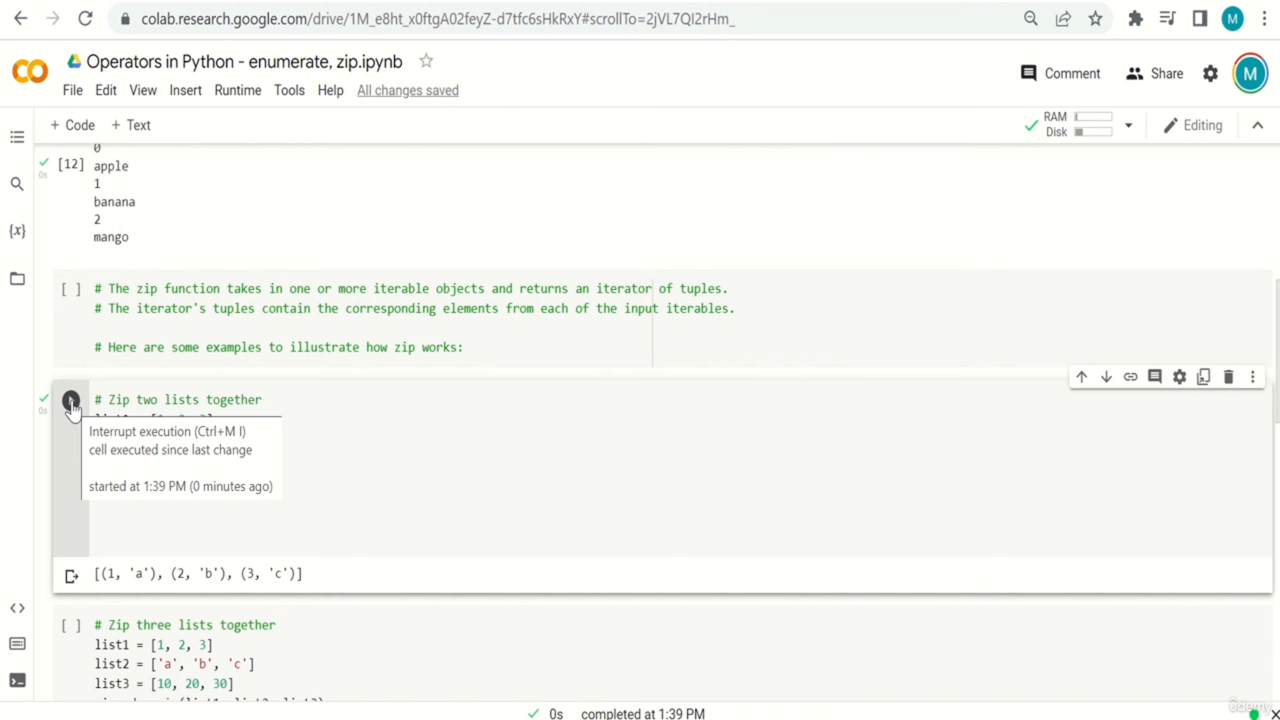 colab.research.google.com/drive/1M_e8ht_x0ftgA02feyZ-d7tfc6sHkRxY#scrollTo=2jVL7Ql2rHm_
M
CO
Operators in Python - enumerate, zip.ipynb
File Edit View Insert Runtime Tools Help All changes saved
Comment Share M
+ Code + Text
RAM
Disk
Editing
0
[12] apple
0s
1
banana
2
mango
[ ] # The zip function takes in one or more iterable objects and returns an iterator of tuples.
# The iterator's tuples contain the corresponding elements from each of the input iterables.
# Here are some examples to illustrate how zip works:
# Zip two lists together
0s
Interrupt execution (Ctrl+M I)
cell executed since last change
started at 1:39 PM (0 minutes ago)
[(1, 'a'), (2, 'b'), (3, 'c')]
[ ] # Zip three lists together
list1 = [1, 2, 3]
list2 = ['a', 'b', 'c']
list3 = [10, 20, 30]
0s completed at 1:39 PM
ûdemy